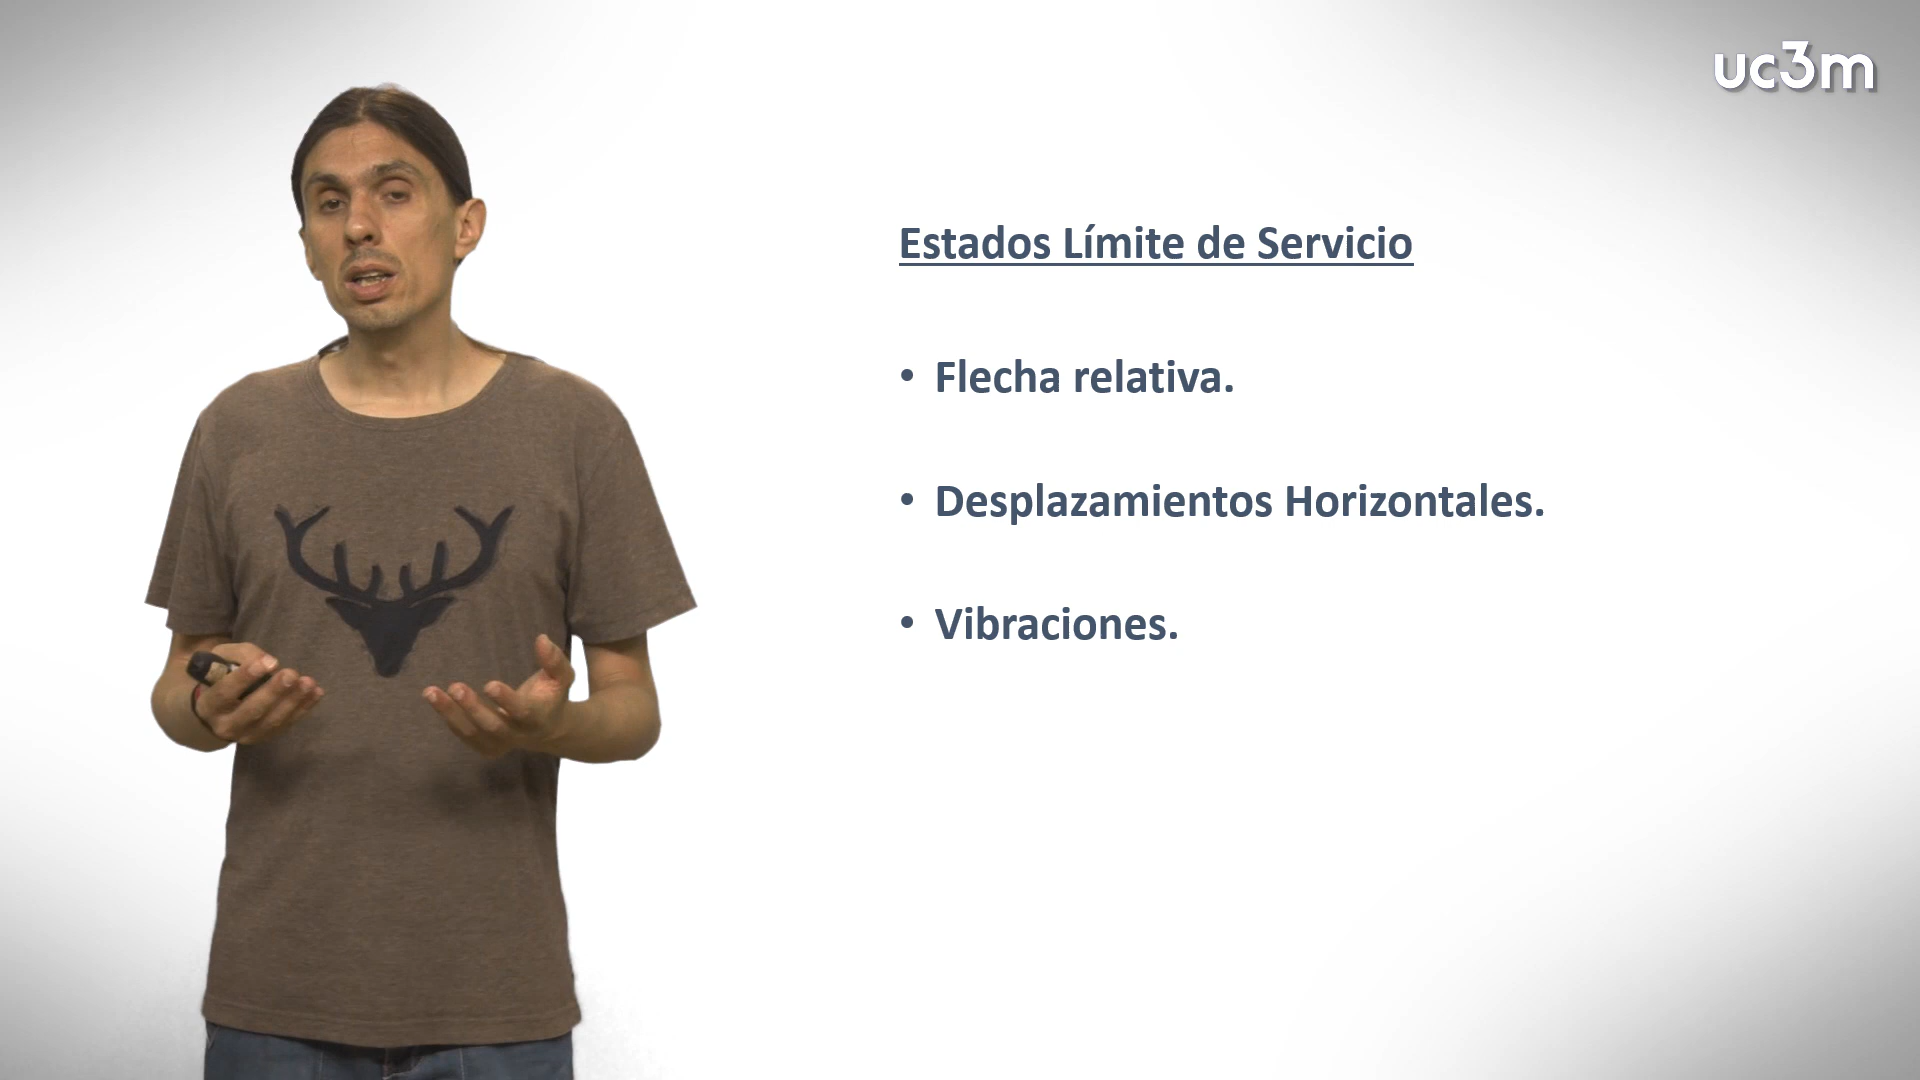 uc3m
Estados Límite de Servicio
• Flecha relativa.
• Desplazamientos Horizontales.
• Vibraciones.